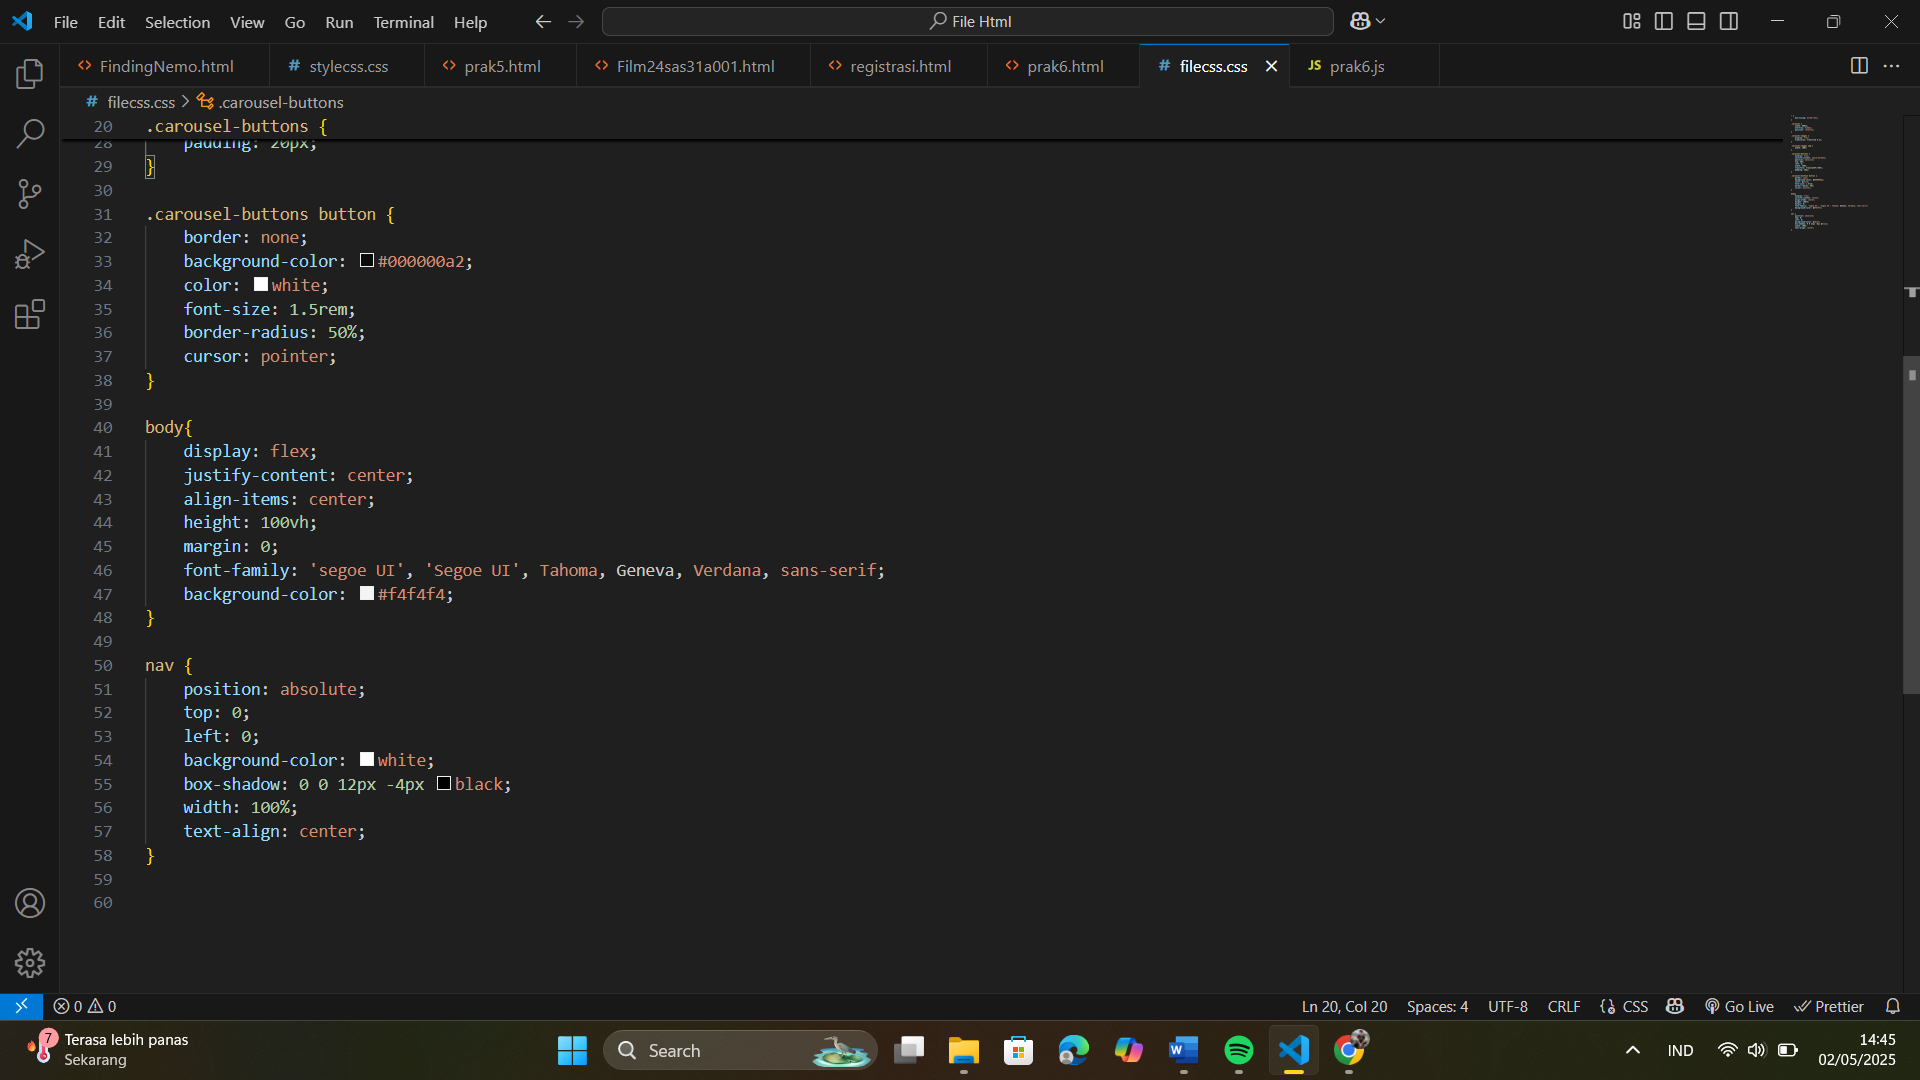 File Edit Selection View Go Run Terminal Help
File Html
FindingNemo.html
stylecss.css
prak5.html
Film24sas31a001.html
registrasi.html
prak6.html
filecss.css
JS prak6.js
# filecss.css > .carousel-buttons
20 .carousel-buttons {
28 padding: 20px;
29 }
30
31 .carousel-buttons button {
32 border: none;
33 background-color: #000000a2;
34 color: white;
35 font-size: 1.5rem;
36 border-radius: 50%;
37 cursor: pointer;
38 }
39
40 body{
41 display: flex;
42 justify-content: center;
43 align-items: center;
44 height: 100vh;
45 margin: 0;
46 font-family: 'segoe UI', 'Segoe UI', Tahoma, Geneva, Verdana, sans-serif;
47 background-color: #f4f4f4;
48 }
49
50 nav {
51 position: absolute;
52 top: 0;
53 left: 0;
54 background-color: white;
55 box-shadow: 0 0 12px -4px black;
56 width: 100%;
57 text-align: center;
58 }
59
60
0 0
Ln 20, Col 20 Spaces: 4 UTF-8 CRLF {} CSS Go Live Prettier
7
Terasa lebih panas
Sekarang
Search
IND
14:45
02/05/2025